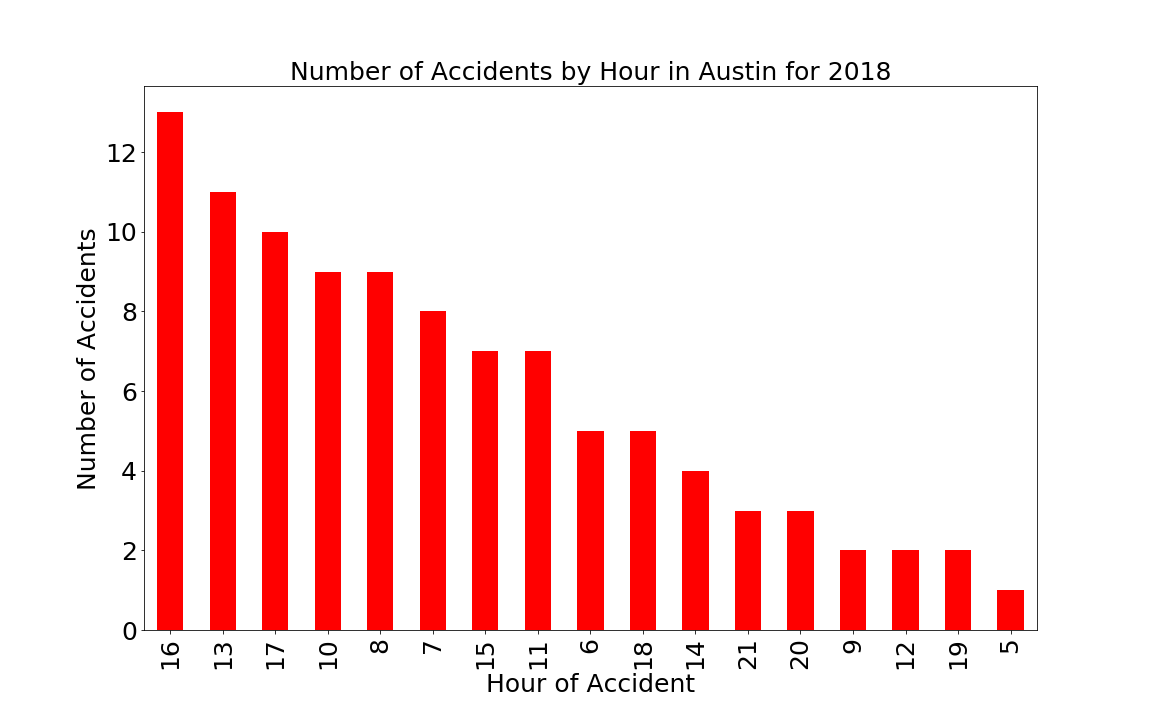 Number of Accidents by Hour in Austin for 2018
Number of Accidents
12
10
8
6
4
2
0
16 13 17 10 8 7 15 11 6 18 14 21 20 9 12 19 5
Hour of Accident